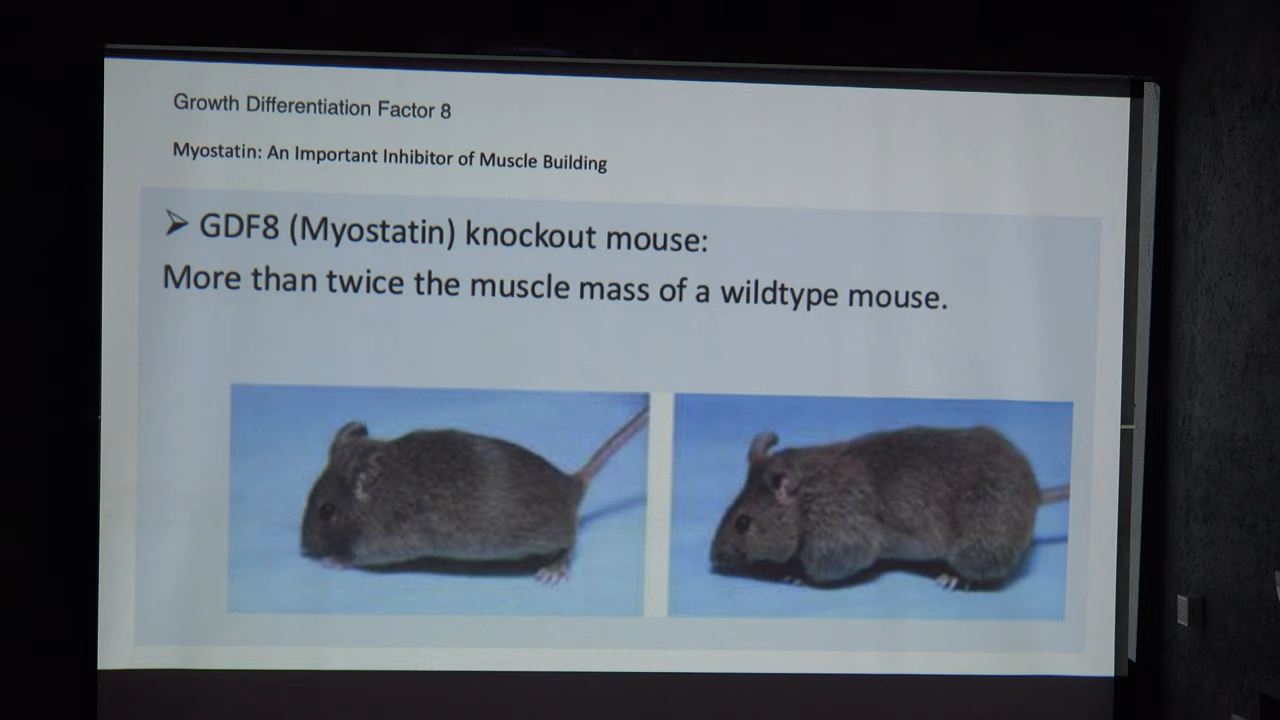 Growth Differentiation Factor 8
Myostatin: An Important Inhibitor of Muscle Building
➢ GDF8 (Myostatin) knockout mouse:
More than twice the muscle mass of a wildtype mouse.